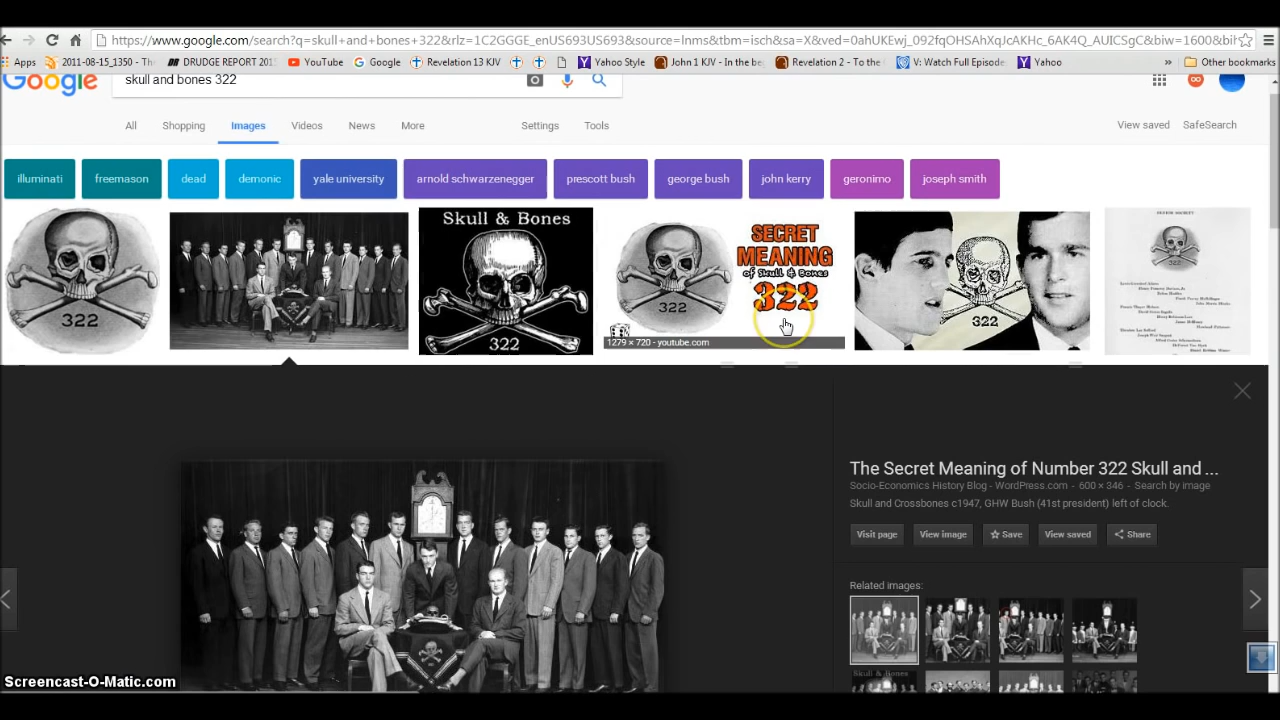 https://www.google.com/search?q=skull+and+bones+322&rlz=1C2GGGE_enUS693US693&source=lnms&tbm=isch&sa=X&ved=0ahUKEwj_092fqOHSAhXqJcAKHc_6AK4Q_AUICSgC&biw=1600&bih
Apps 2011-08-15_1350 - Th DRUDGE REPORT 201 YouTube Google Revelation 13 KJV John 1 KJV - In the be Yahoo Style Revelation 2 - To the V: Watch Full Episode Yahoo » Other bookmarks
Google skull and bones 322
All Shopping Images Videos News More Settings Tools View saved SafeSearch
illuminati freemason dead demonic yale university arnold schwarzenegger prescott bush george bush john kerry geronimo joseph smith
322
Skull & Bones
322
322
SECRET
MEANING
of Skull & Bones
322
1279 × 720 - youtube.com
322
The Secret Meaning of Number 322 Skull and ...
Socio-Economics History Blog - WordPress.com - 600 × 346 - Search by image
Skull and Crossbones c1947, GHW Bush (41st president) left of clock.
Visit page View image Save View saved Share
Related images:
Skull & Bones
Screencast-O-Matic.com